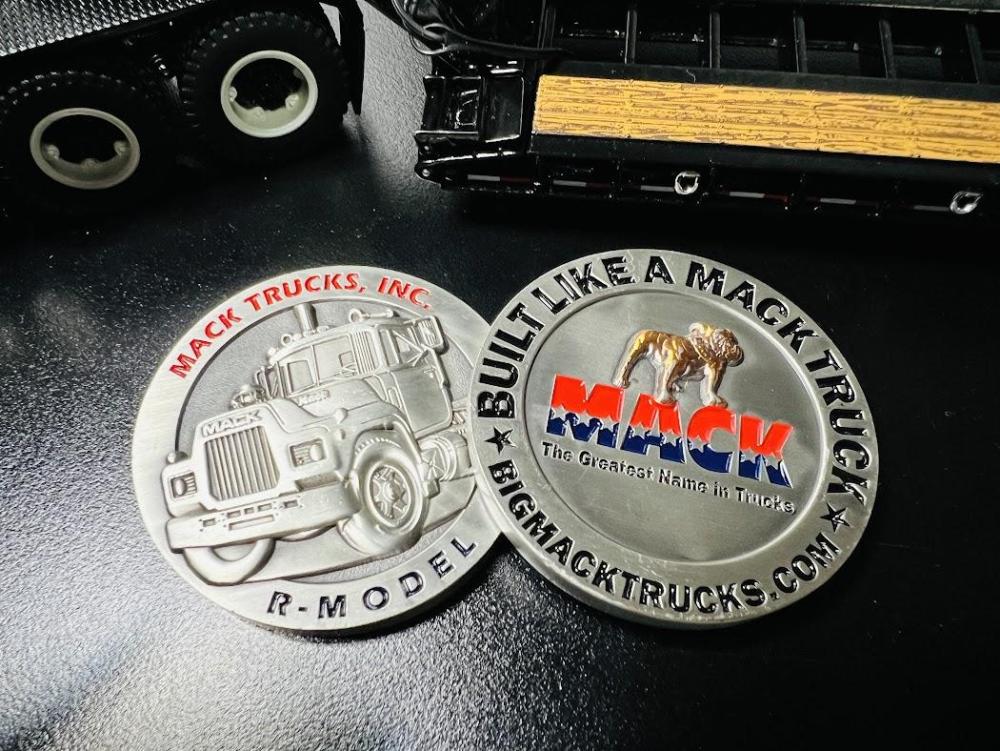 MACK TRUCKS, INC.
MACK
R-MODEL
BUILT LIKE A MACK TRUCK
MACK
The Greatest Name in Trucks
BIGMACKTRUCKS.COM